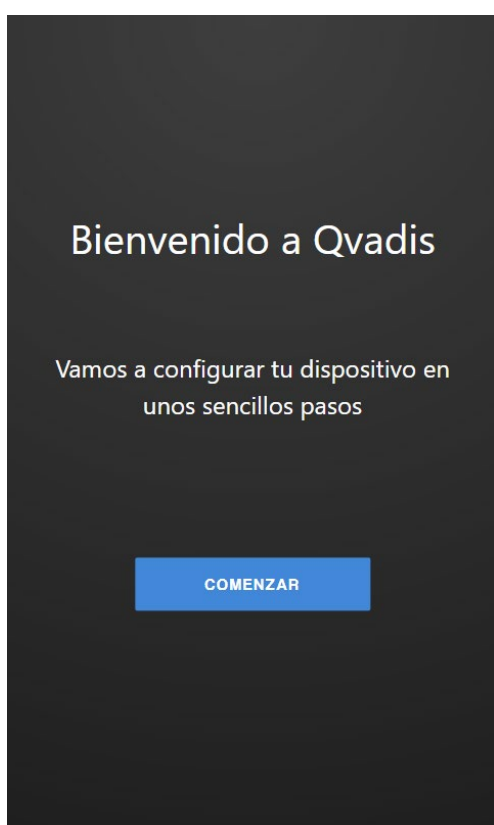 Bienvenido a Qvadis
Vamos a configurar tu dispositivo en
unos sencillos pasos
COMENZAR